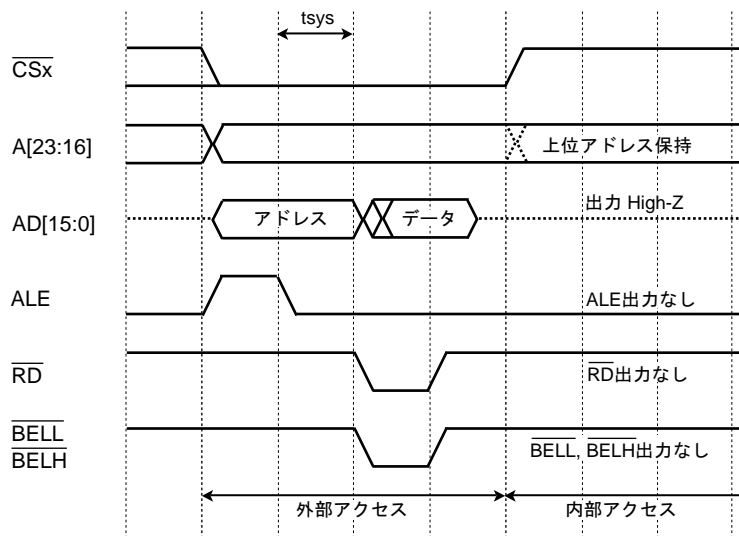 tsys
CSx
A[23:16]
上位アドレス保持
AD[15:0]
アドレス
データ
出力 High-Z
ALE
ALE出力なし
RD
RD出力なし
BELL
BELH
BELL, BELH出力なし
外部アクセス
内部アクセス